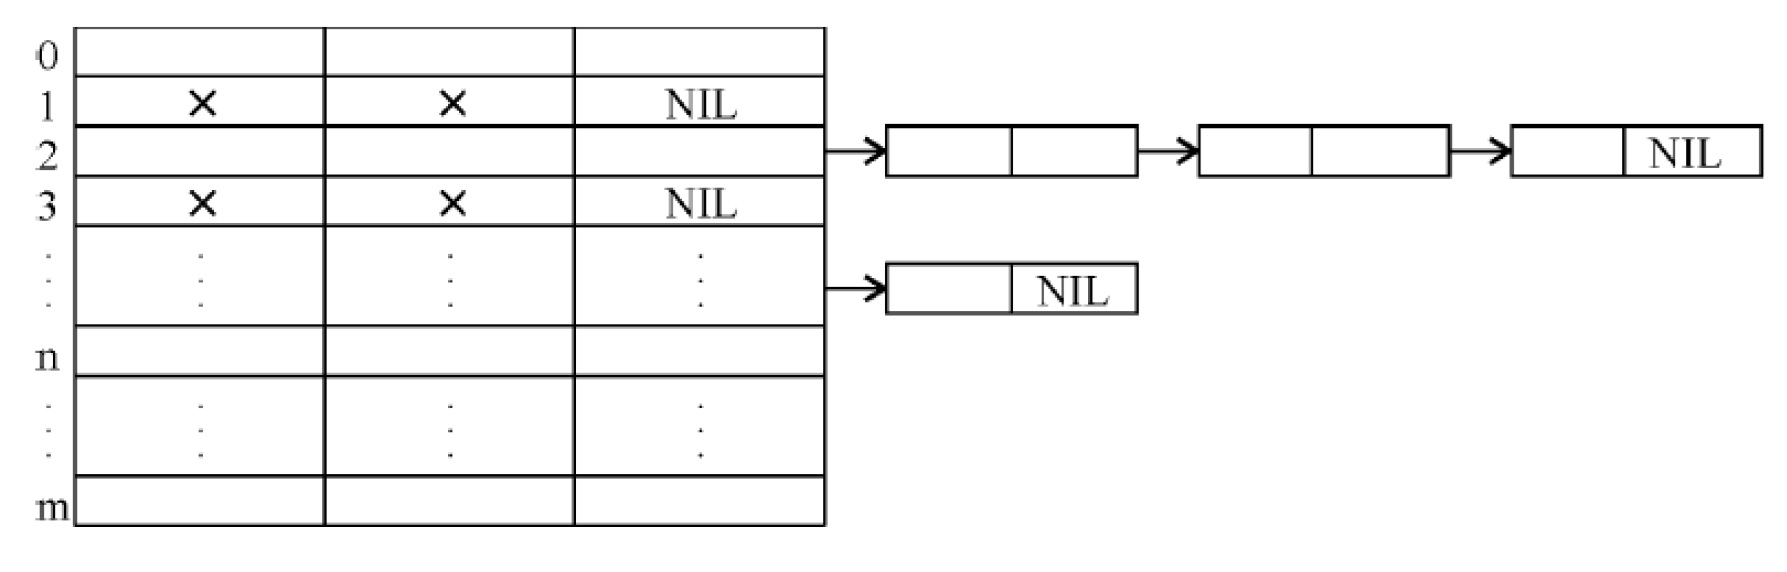 0
1 × × NIL
2 NIL
3 × × NIL
. . . .
. . . . NIL
. . . .
n
. . . .
. . . .
. . . .
m